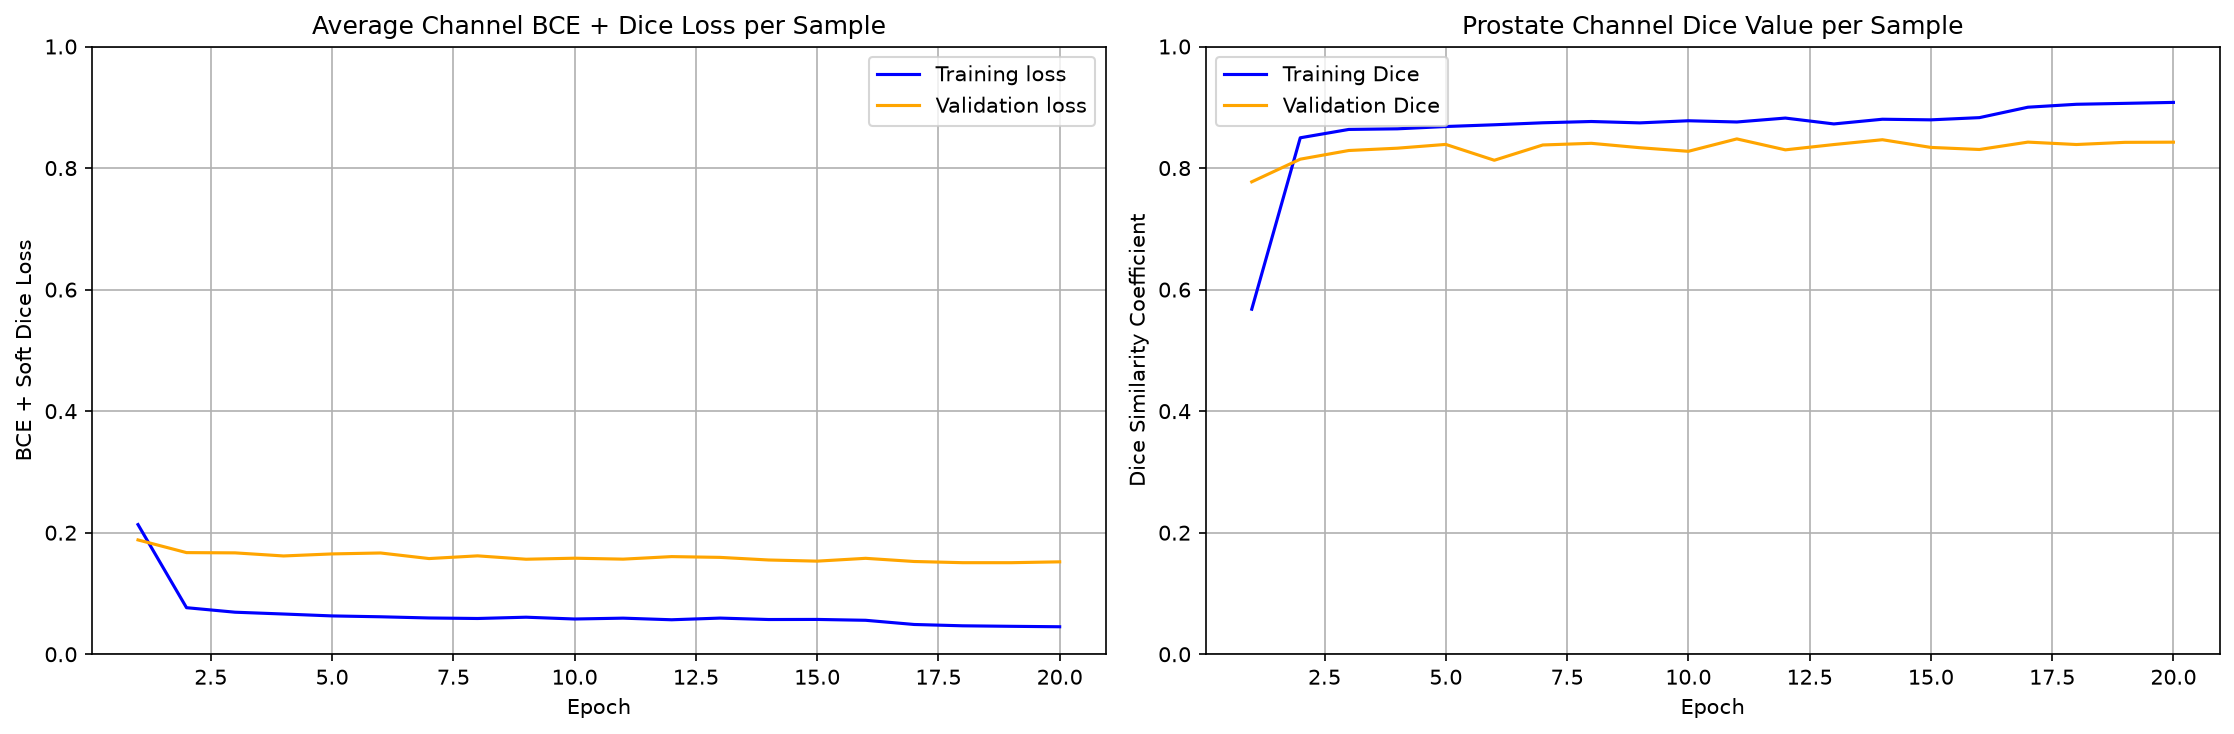 Average Channel BCE + Dice Loss per Sample
BCE + Soft Dice Loss
1.0
0.8
0.6
0.4
0.2
0.0
Training loss
Validation loss
2.5 5.0 7.5 10.0 12.5 15.0 17.5 20.0
Epoch
Prostate Channel Dice Value per Sample
Dice Similarity Coefficient
1.0
0.8
0.6
0.4
0.2
0.0
Training Dice
Validation Dice
2.5 5.0 7.5 10.0 12.5 15.0 17.5 20.0
Epoch